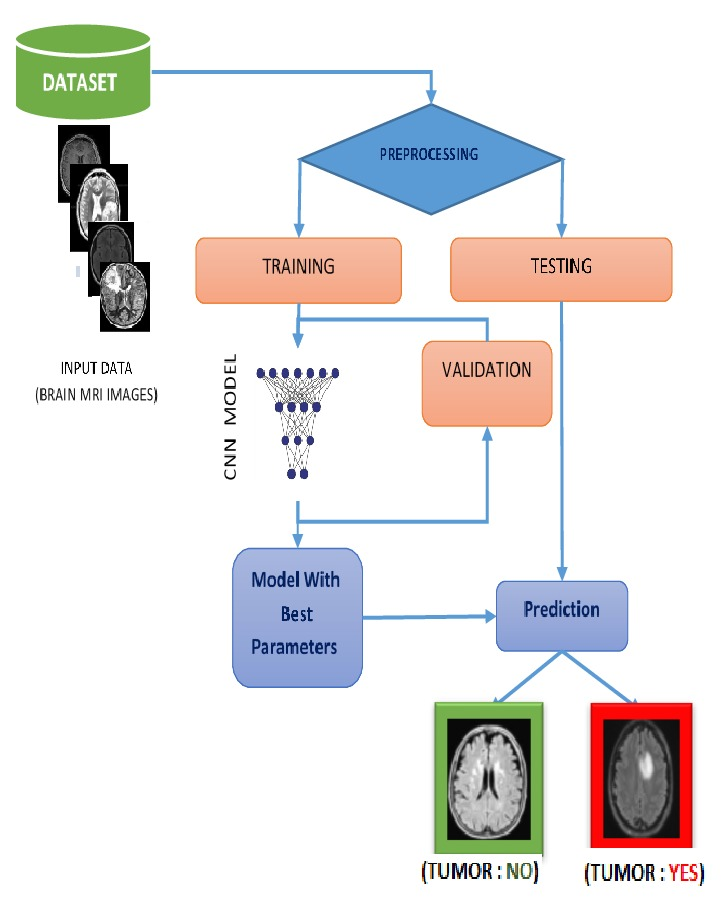 DATASET
PREPROCESSING
TRAINING
TESTING
VALIDATION
INPUT DATA
(BRAIN MRI IMAGES)
CNN MODEL
Model With
Best
Parameters
Prediction
(TUMOR : NO)
(TUMOR : YES)